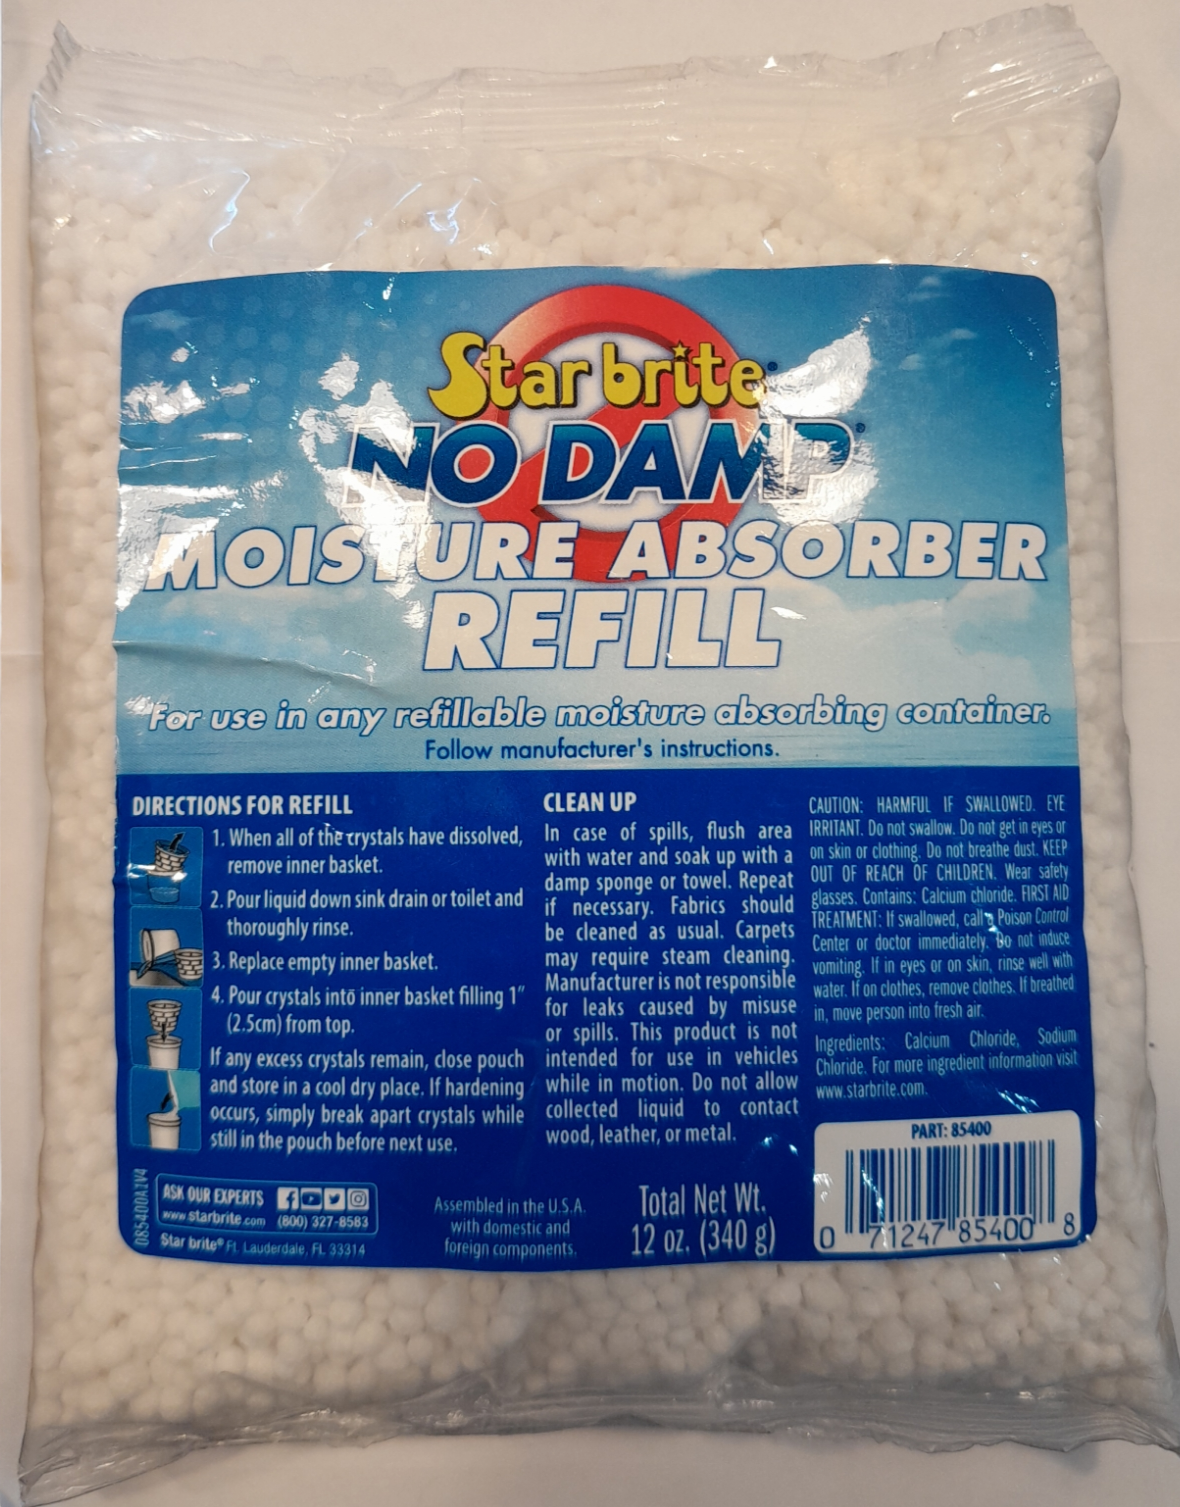 Star brite®
NO DAMP®
MOISTURE ABSORBER
REFILL
For use in any refillable moisture absorbing container.
Follow manufacturer's instructions.
DIRECTIONS FOR REFILL
1. When all of the crystals have dissolved,
remove inner basket.
2. Pour liquid down sink drain or toilet and
thoroughly rinse.
3. Replace empty inner basket.
4. Pour crystals into inner basket filling 1"
(2.5cm) from top.
If any excess crystals remain, close pouch
and store in a cool dry place. If hardening
occurs, simply break apart crystals while
still in the pouch before next use.
CLEAN UP
In case of spills, flush area
with water and soak up with a
damp sponge or towel. Repeat
if necessary. Fabrics should
be cleaned as usual. Carpets
may require steam cleaning.
Manufacturer is not responsible
for leaks caused by misuse
or spills. This product is not
intended for use in vehicles
while in motion. Do not allow
collected liquid to contact
wood, leather, or metal.
CAUTION: HARMFUL IF SWALLOWED. EYE
IRRITANT. Do not swallow. Do not get in eyes or
on skin or clothing. Do not breathe dust. KEEP
OUT OF REACH OF CHILDREN. Wear safety
glasses. Contains: Calcium chloride. FIRST AID
TREATMENT: If swallowed, call a Poison Control
Center or doctor immediately. Do not induce
vomiting. If in eyes or on skin, rinse well with
water. If on clothes, remove clothes. If breathed
in, move person into fresh air.
Ingredients: Calcium Chloride, Sodium
Chloride. For more ingredient information visit
www.starbrite.com.
PART: 85400
0 71247 85400 8
085400A1V4
ASK OUR EXPERTS
www.starbrite.com (800) 327-8583
Star brite® Ft. Lauderdale, FL 33314
Assembled in the U.S.A.
with domestic and
foreign components.
Total Net Wt.
12 oz. (340 g)